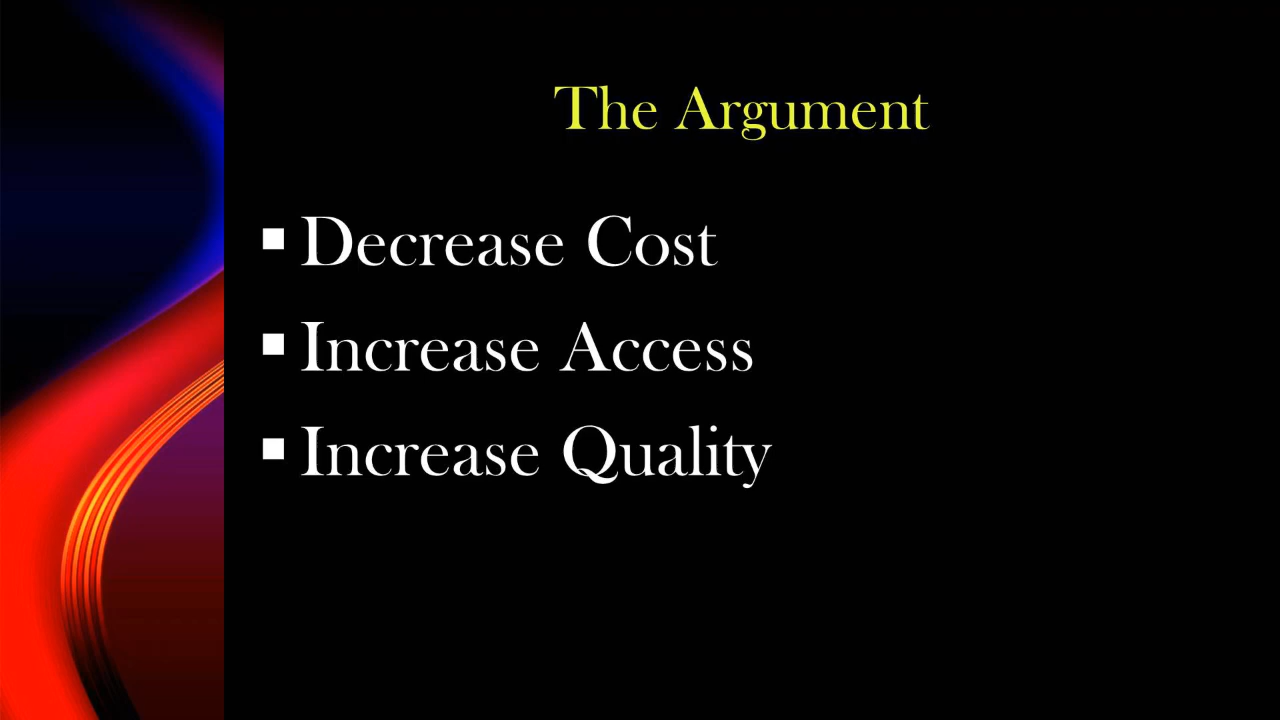 The Argument
Decrease Cost
Increase Access
Increase Quality